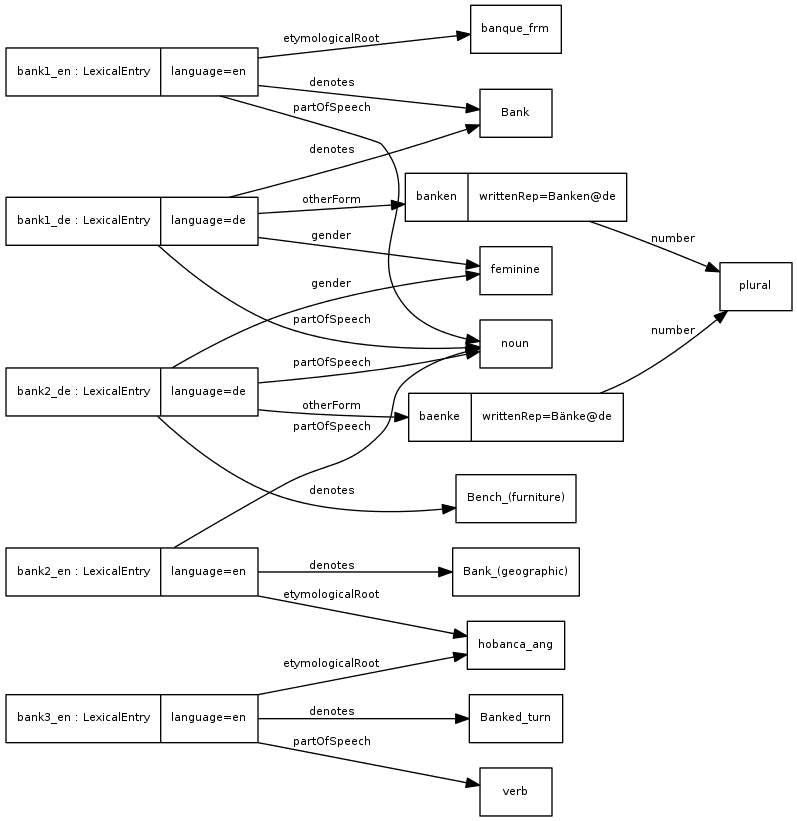 banque_frm
etymologicalRoot
bank1_en : LexicalEntry language=en
denotes
partOfSpeech
Bank
denotes
banken writtenRep=Banken@de
otherForm
bank1_de : LexicalEntry language=de
gender
number
feminine
gender
plural
partOfSpeech
number
noun
partOfSpeech
bank2_de : LexicalEntry language=de
otherForm
baenke writtenRep=Bänke@de
partOfSpeech
denotes
Bench_(furniture)
denotes
bank2_en : LexicalEntry language=en
Bank_(geographic)
etymologicalRoot
hobanca_ang
etymologicalRoot
denotes
bank3_en : LexicalEntry language=en
Banked_turn
partOfSpeech
verb